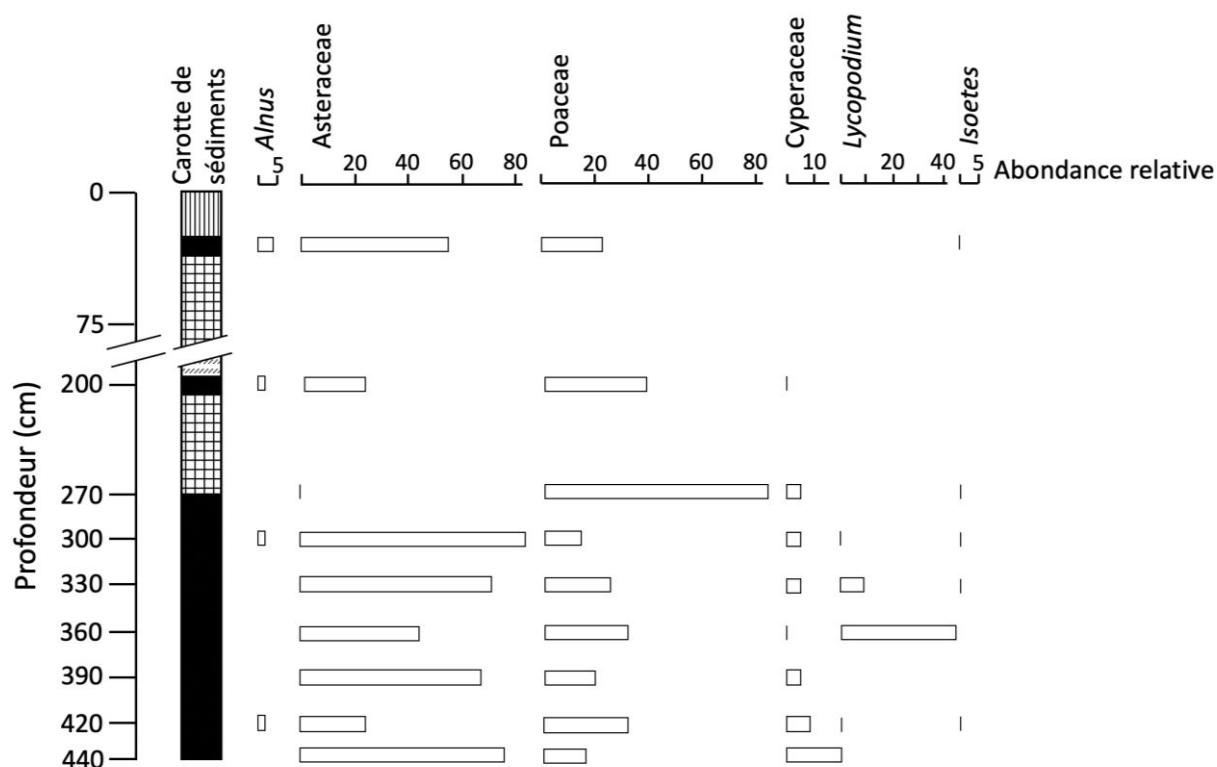 Carotte de
sédiments
Alnus
Asteraceae
Poaceae
Cyperaceae
Lycopodium
Isoetes
5
20 40 60 80
20 40 60 80
10
20 40
5
Abondance relative
Profondeur (cm)
0
75
200
270
300
330
360
390
420
440